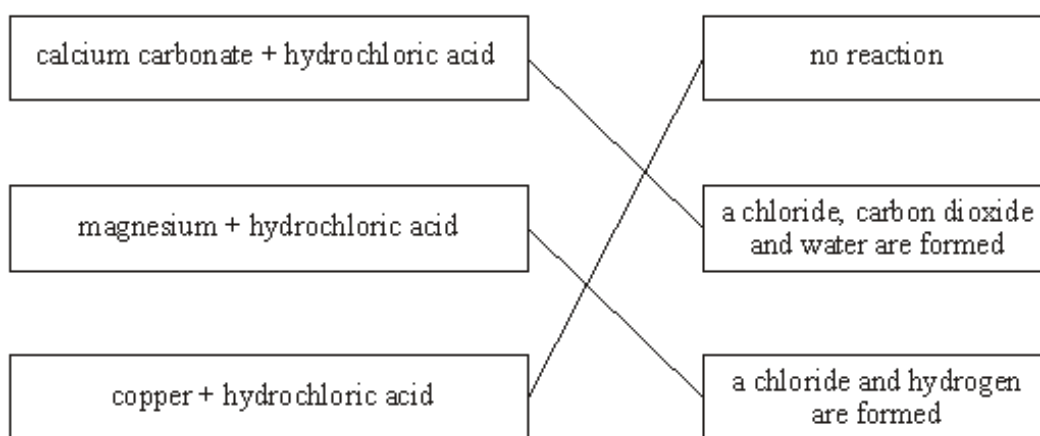 calcium carbonate + hydrochloric acid
no reaction
magnesium + hydrochloric acid
a chloride, carbon dioxide
and water are formed
copper + hydrochloric acid
a chloride and hydrogen
are formed